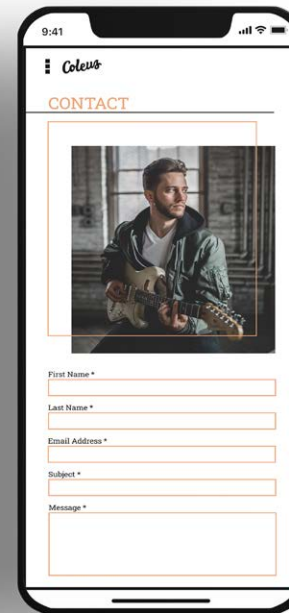 9:41
Coleus
CONTACT
First Name *
Last Name *
Email Address *
Subject *
Message *